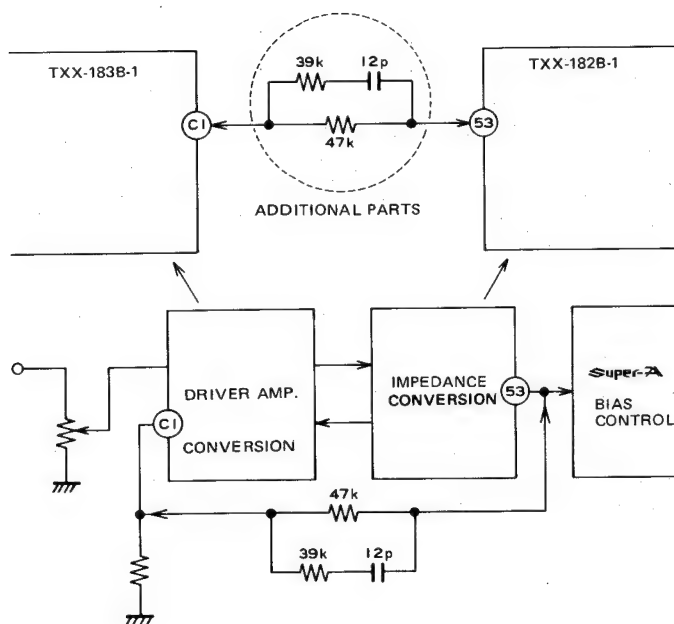 TXX-183B-1
39k 12p
TXX-182B-1
C1
53
47k
ADDITIONAL PARTS
DRIVER AMP.
CONVERSION
C1
IMPEDANCE
CONVERSION
53
Super-A
BIAS
CONTROL
47k
39k 12p